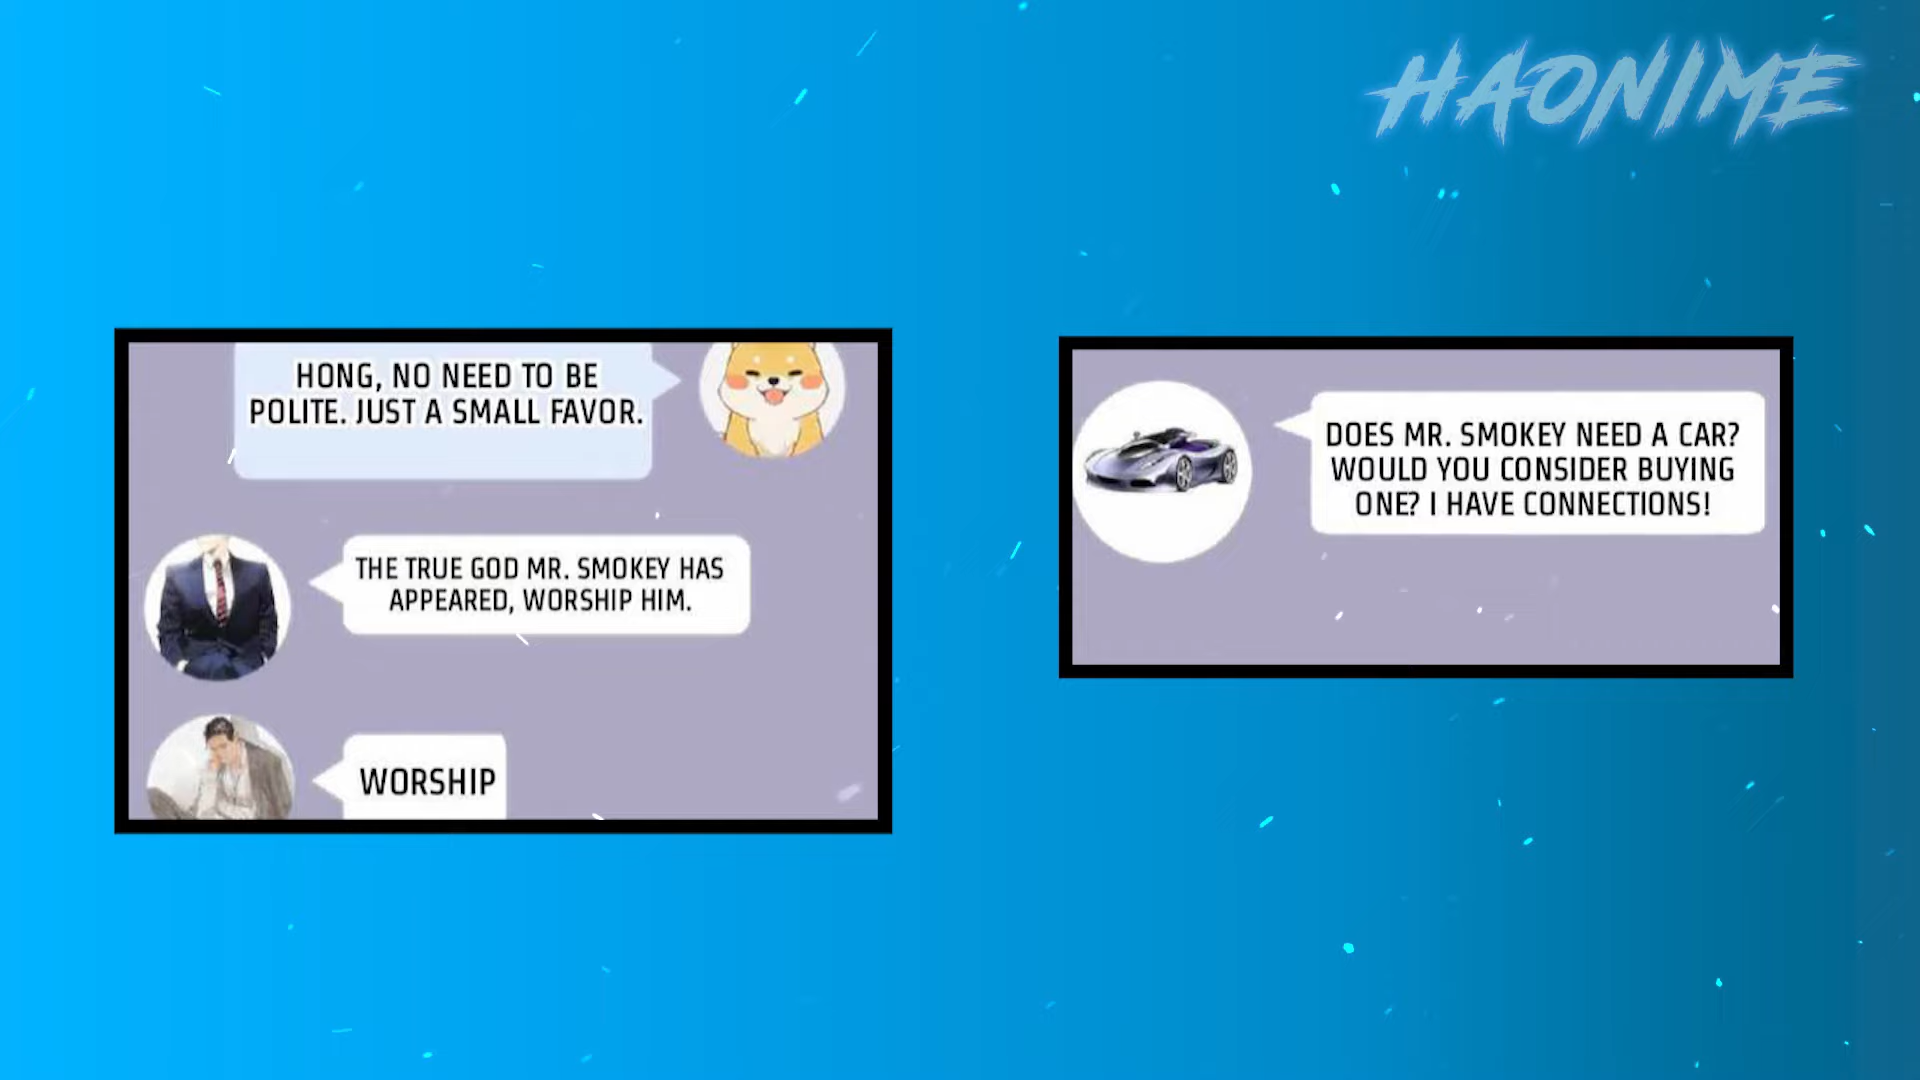 HAONIME
HONG, NO NEED TO BE
POLITE. JUST A SMALL FAVOR.
THE TRUE GOD MR. SMOKEY HAS
APPEARED, WORSHIP HIM.
WORSHIP
DOES MR. SMOKEY NEED A CAR?
WOULD YOU CONSIDER BUYING
ONE? I HAVE CONNECTIONS!